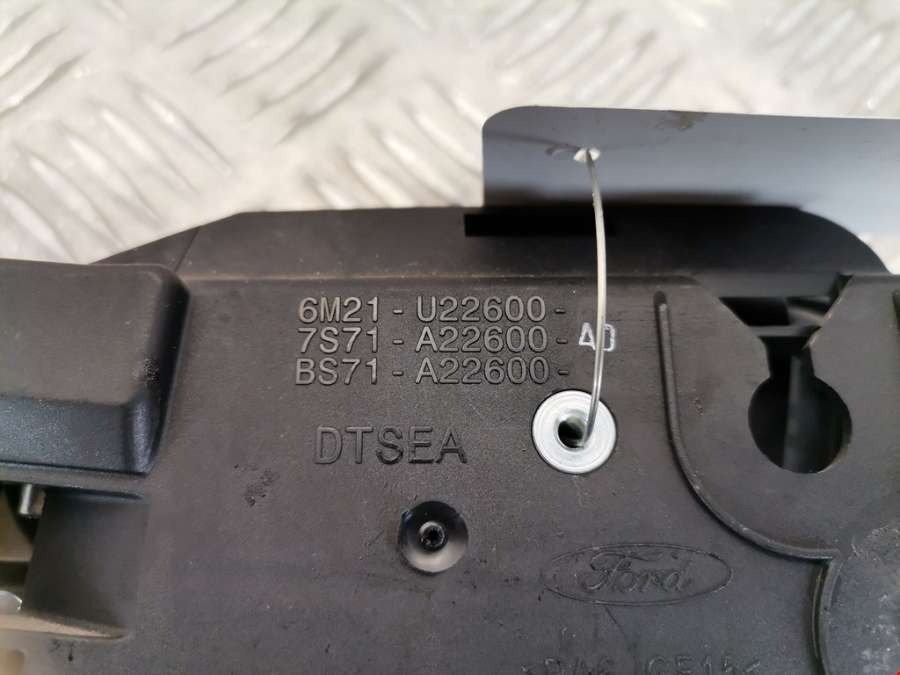 6M21 - U22600 -
7S71 - A22600 - AD
BS71 - A22600 -
DTSEA
Ford